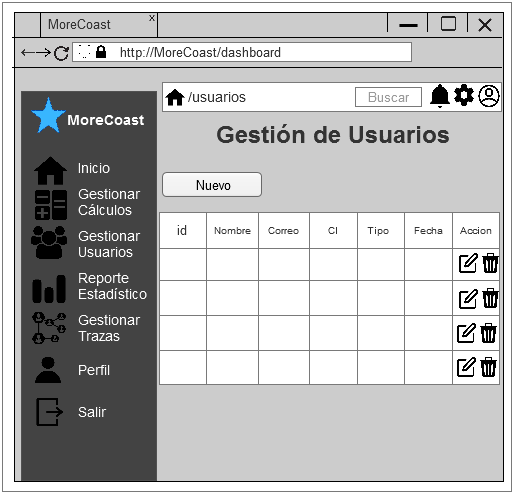 MoreCoast
x
http://MoreCoast/dashboard
MoreCoast
Inicio
Gestionar
Cálculos
Gestionar
Usuarios
Reporte
Estadístico
Gestionar
Trazas
Perfil
Salir
/usuarios
Buscar
Gestión de Usuarios
Nuevo
id Nombre Correo CI Tipo Fecha Accion